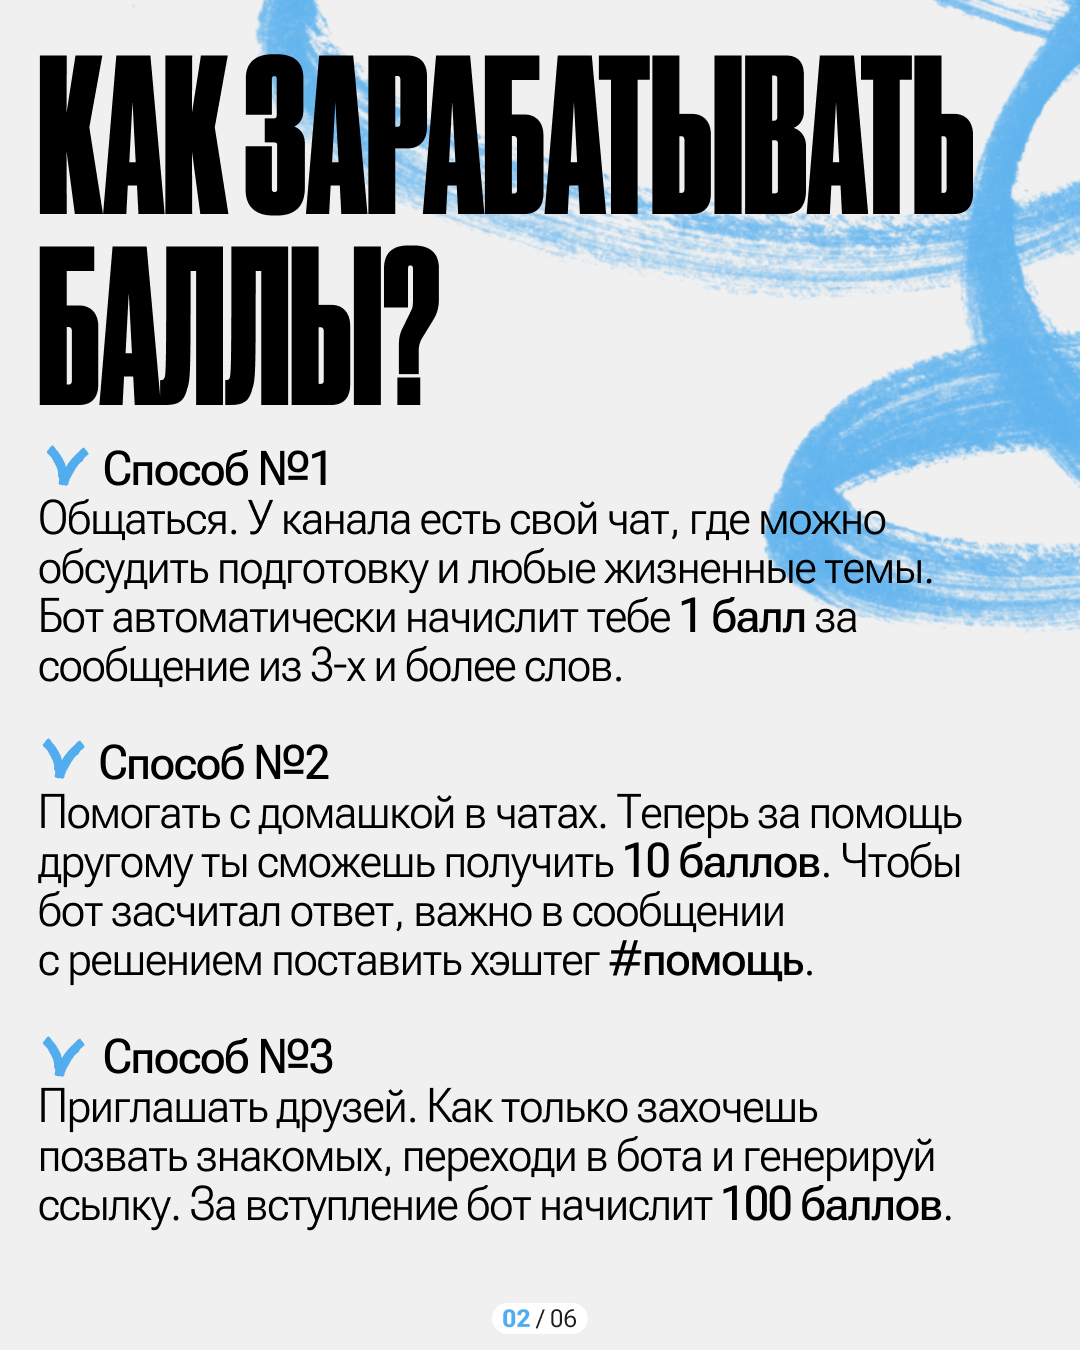 КАК ЗАРАБАТЫВАТЬ
БАЛЛЫ?
Способ №1
Общаться. У канала есть свой чат, где можно
обсудить подготовку и любые жизненные темы.
Бот автоматически начислит тебе 1 балл за
сообщение из 3-х и более слов.
Способ №2
Помогать с домашкой в чатах. Теперь за помощь
другому ты сможешь получить 10 баллов. Чтобы
бот засчитал ответ, важно в сообщении
с решением поставить хэштег #помощь.
Способ №3
Приглашать друзей. Как только захочешь
позвать знакомых, переходи в бота и генерируй
ссылку. За вступление бот начислит 100 баллов.
02 / 06